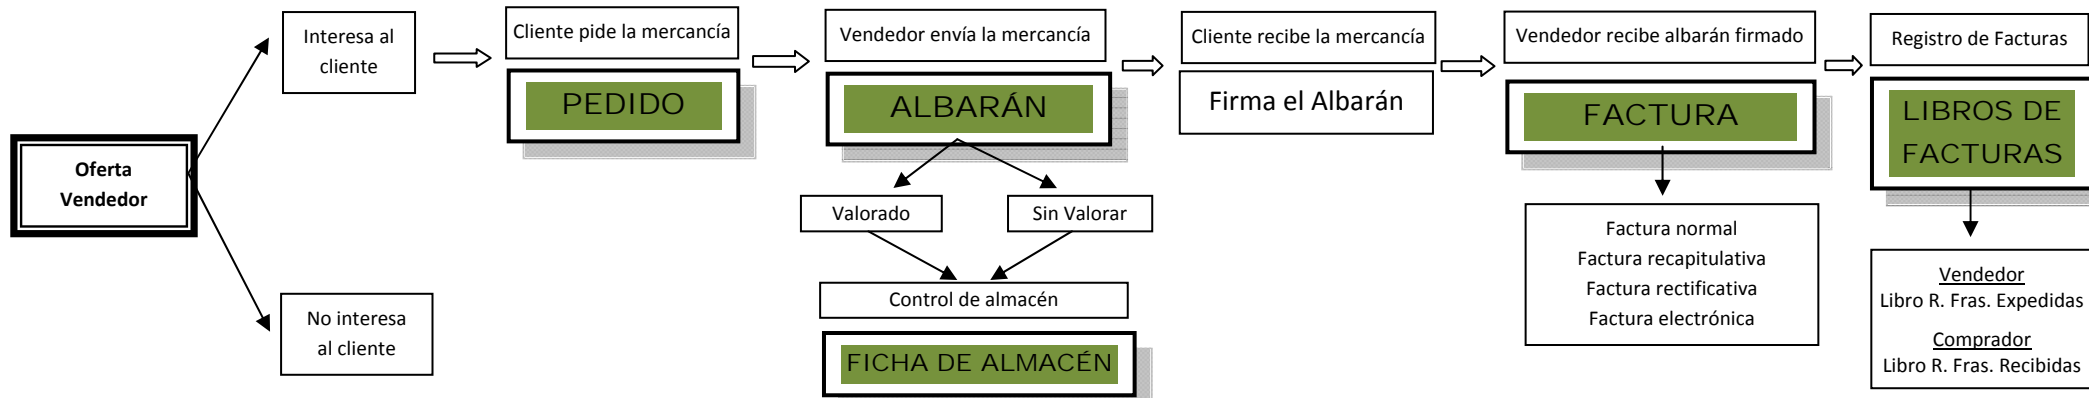 Oferta
Vendedor
Interesa al
cliente
No interesa
al cliente
Cliente pide la mercancía
PEDIDO
Vendedor envía la mercancía
ALBARÁN
Valorado
Sin Valorar
Control de almacén
FICHA DE ALMACÉN
Cliente recibe la mercancía
Firma el Albarán
Vendedor recibe albarán firmado
FACTURA
Factura normal
Factura recapitulativa
Factura rectificativa
Factura electrónica
Registro de Facturas
LIBROS DE
FACTURAS
Vendedor
Libro R. Fras. Expedidas
Comprador
Libro R. Fras. Recibidas